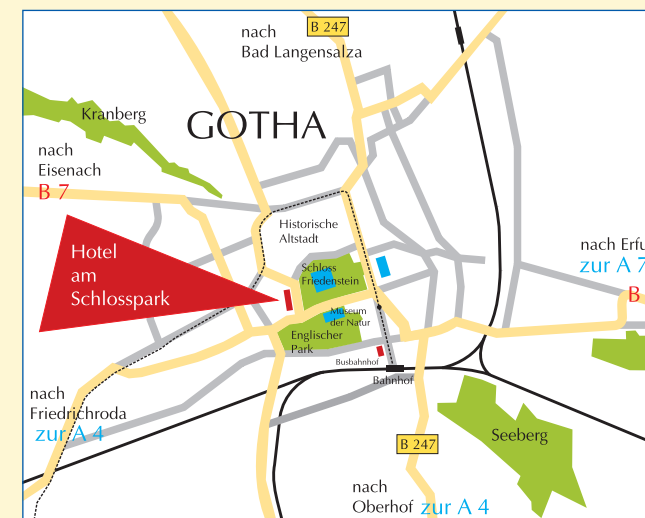 nach
Bad Langensalza
B 247
Kranberg
GOTHA
nach
Eisenach
B 7
Historische
Altstadt
Hotel
am
Schlosspark
nach Erfu
zur A 7
B
Schloss
Friedenstein
Museum
der Natur
Englischer
Park
Busbahnhof
Bahnhof
nach
Friedrichroda
zur A 4
B 247
Seeberg
nach
Oberhof zur A 4